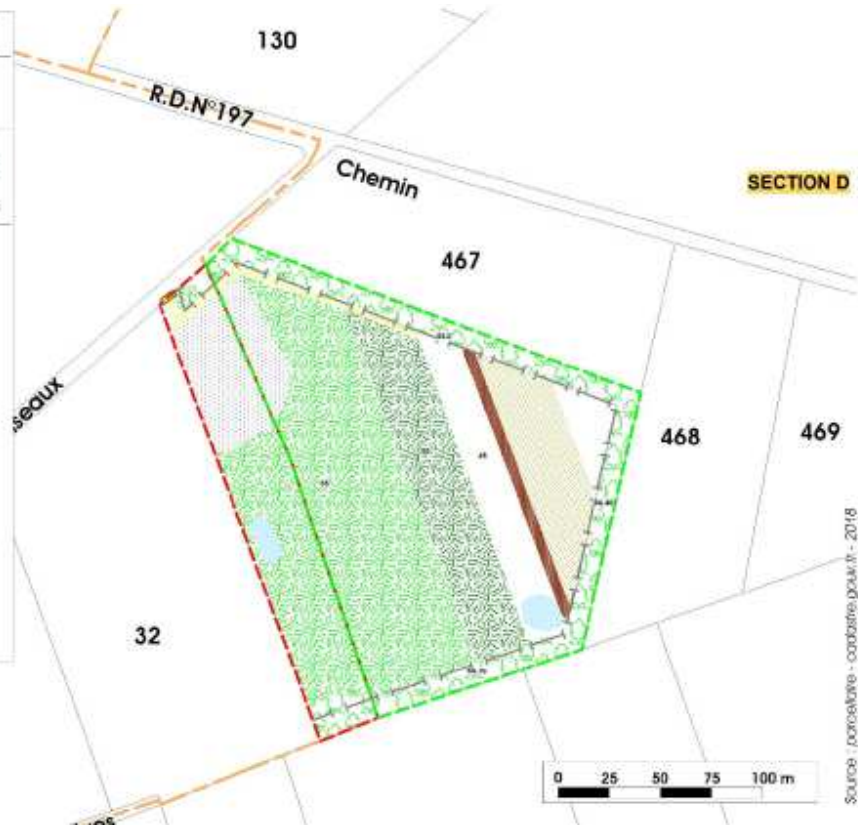 130
R.D.N°197
Chemin
SECTION D
467
468
469
32
0 25 50 75 100 m
Source : parcellaire - cadastre.gouv.fr - 2018